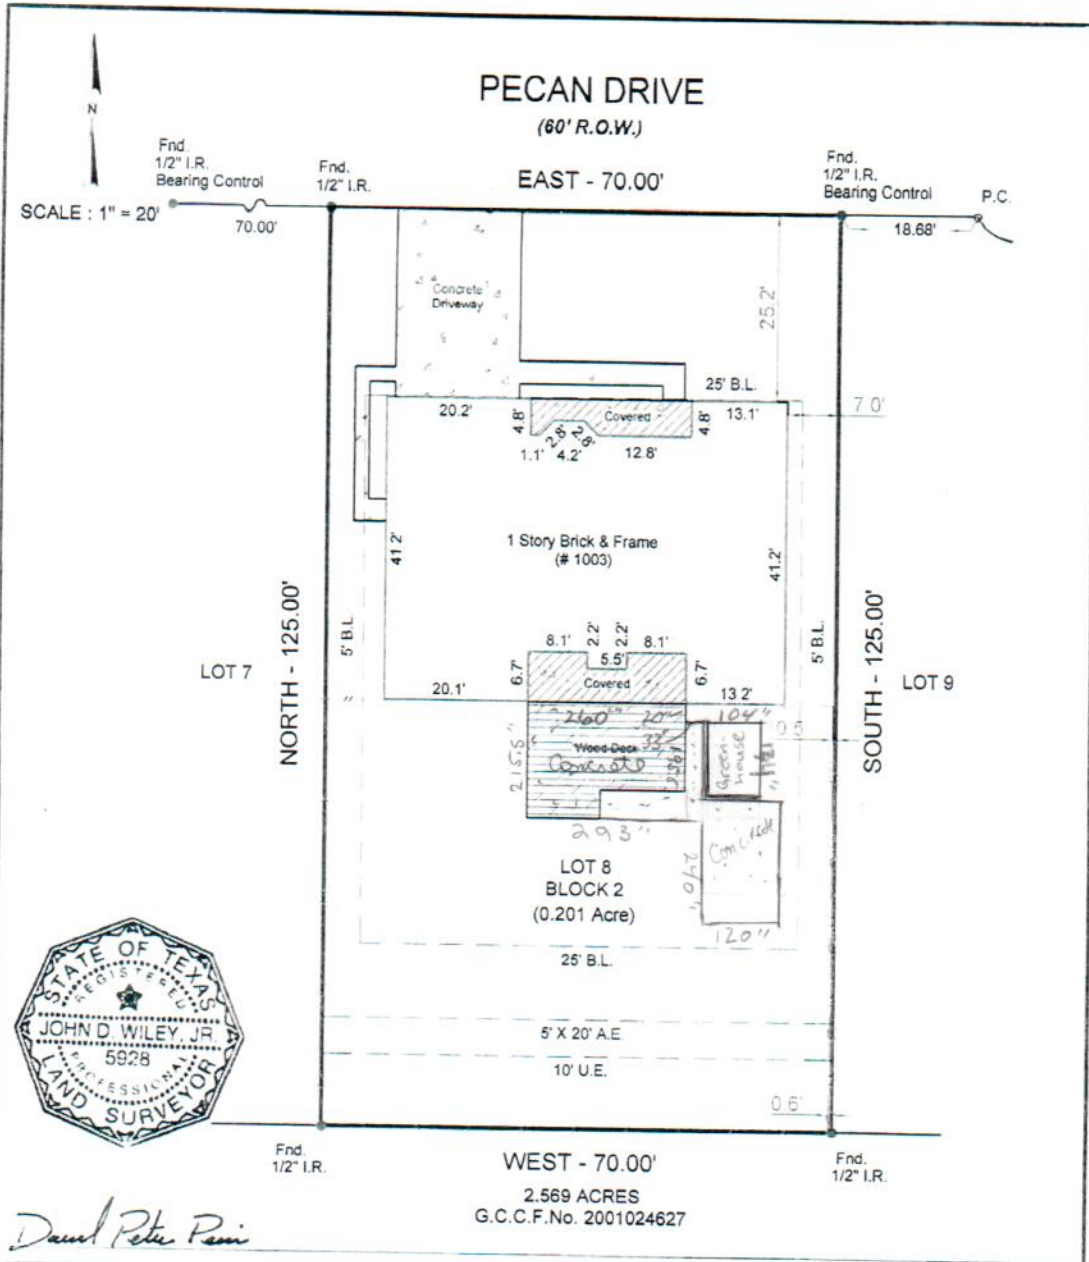 PECAN DRIVE
(60' R.O.W.)
N
SCALE : 1" = 20'
Fnd.
1/2" I.R.
Bearing Control
70.00'
Fnd.
1/2" I.R.
EAST - 70.00'
Fnd.
1/2" I.R.
Bearing Control
P.C.
18.68'
Concrete
Driveway
25.2'
25' B.L.
7.0'
20.2'
4.8'
Covered
4.8'
13.1'
2.8'
2.8'
1.1'
4.2'
12.8'
41.2'
1 Story Brick & Frame
(# 1003)
41.2'
NORTH - 125.00'
5' B.L.
LOT 7
5' B.L.
SOUTH - 125.00'
LOT 9
8.1'
2.2'
2.2'
8.1'
5.5'
6.7'
Covered
6.7'
20.1'
13.2'
260"
20"
104"
0.5'
33"
Wood Deck
Concrete
215.5"
Green
house
293"
Concrete
240"
120"
LOT 8
BLOCK 2
(0.201 Acre)
25' B.L.
5' X 20' A.E.
10' U.E.
0.6'
STATE OF TEXAS
REGISTERED
JOHN D. WILEY, JR.
5928
PROFESSIONAL
LAND SURVEYOR
Fnd.
1/2" I.R.
WEST - 70.00'
Fnd.
1/2" I.R.
2.569 ACRES
G.C.C.F.No. 2001024627